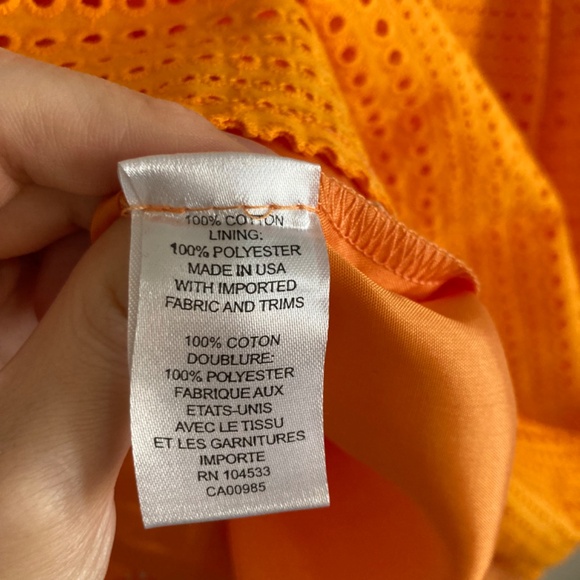 100% COTTON
LINING:
100% POLYESTER
MADE IN USA
WITH IMPORTED
FABRIC AND TRIMS
100% COTON
DOUBLURE:
100% POLYESTER
FABRIQUE AUX
ETATS-UNIS
AVEC LE TISSU
ET LES GARNITURES
IMPORTE
RN 104533
CA00985